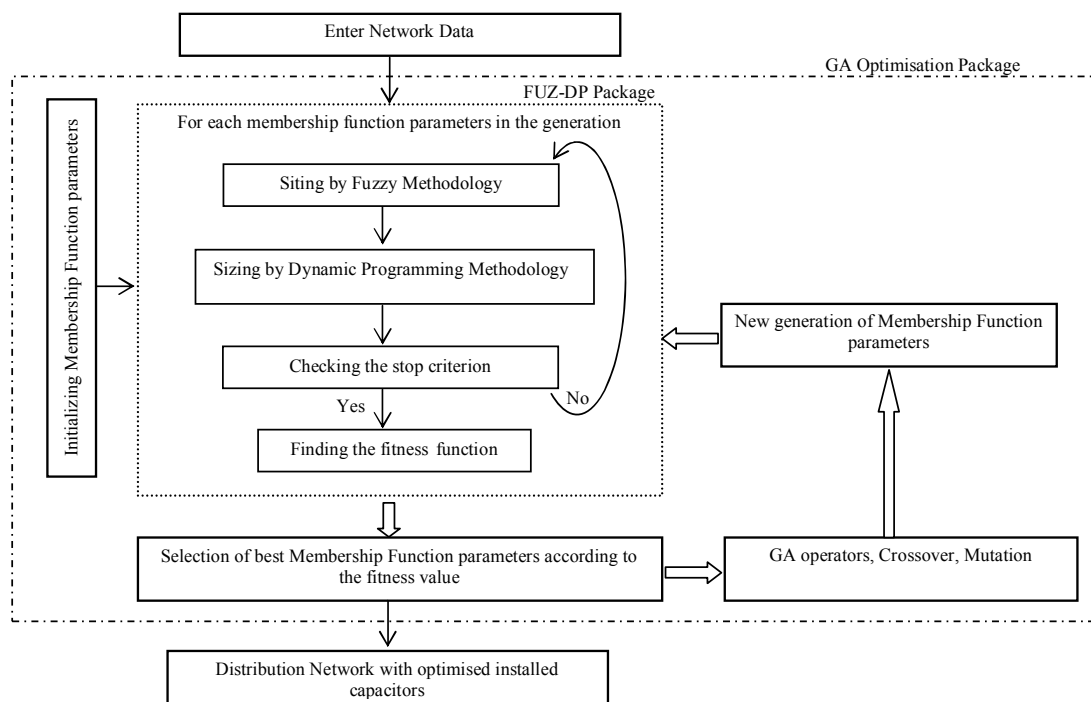 Enter Network Data
GA Optimisation Package
FUZ-DP Package
Initializing Membership Function parameters
For each membership function parameters in the generation
Siting by Fuzzy Methodology
Sizing by Dynamic Programming Methodology
Checking the stop criterion
No
Yes
Finding the fitness function
New generation of Membership Function
parameters
Selection of best Membership Function parameters according to
the fitness value
GA operators, Crossover, Mutation
Distribution Network with optimised installed
capacitors